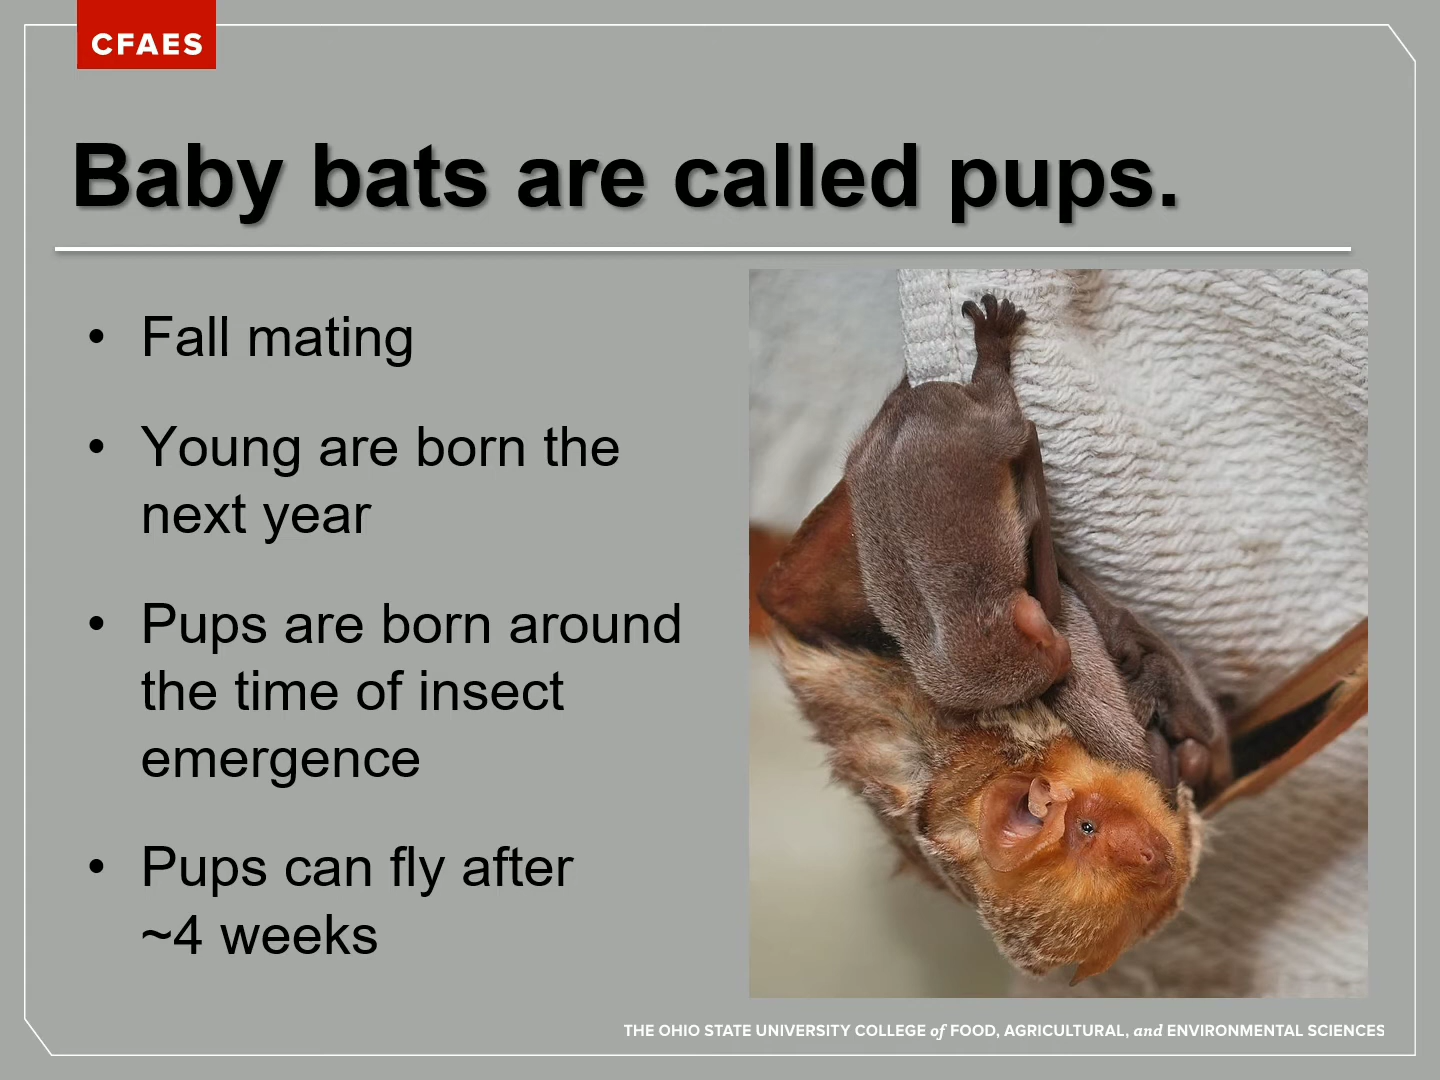 CFAES
Baby bats are called pups.
• Fall mating
• Young are born the
next year
• Pups are born around
the time of insect
emergence
• Pups can fly after
~4 weeks
THE OHIO STATE UNIVERSITY COLLEGE of FOOD, AGRICULTURAL, and ENVIRONMENTAL SCIENCES